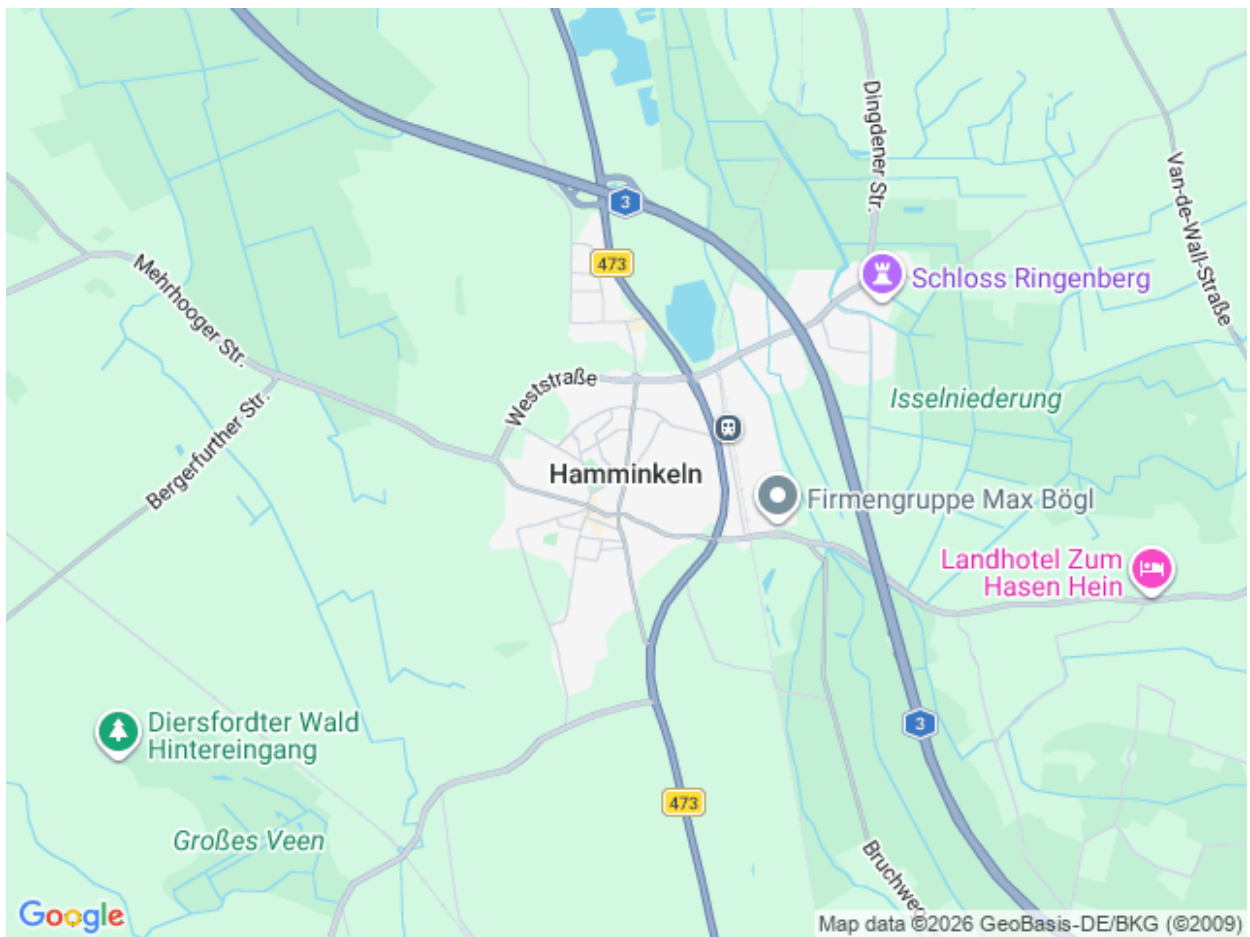 Dingdener Str.
Van-de-Wall-Straße
3
473
Mehrhooger Str.
Schloss Ringenberg
Weststraße
Isselniederung
Bergerfurther Str.
Hamminkeln
Firmengruppe Max Bögl
Landhotel Zum
Hasen Hein
Diersfordter Wald
Hintereingang
3
473
Großes Veen
Bruchweg
Google
Map data ©2026 GeoBasis-DE/BKG (©2009)